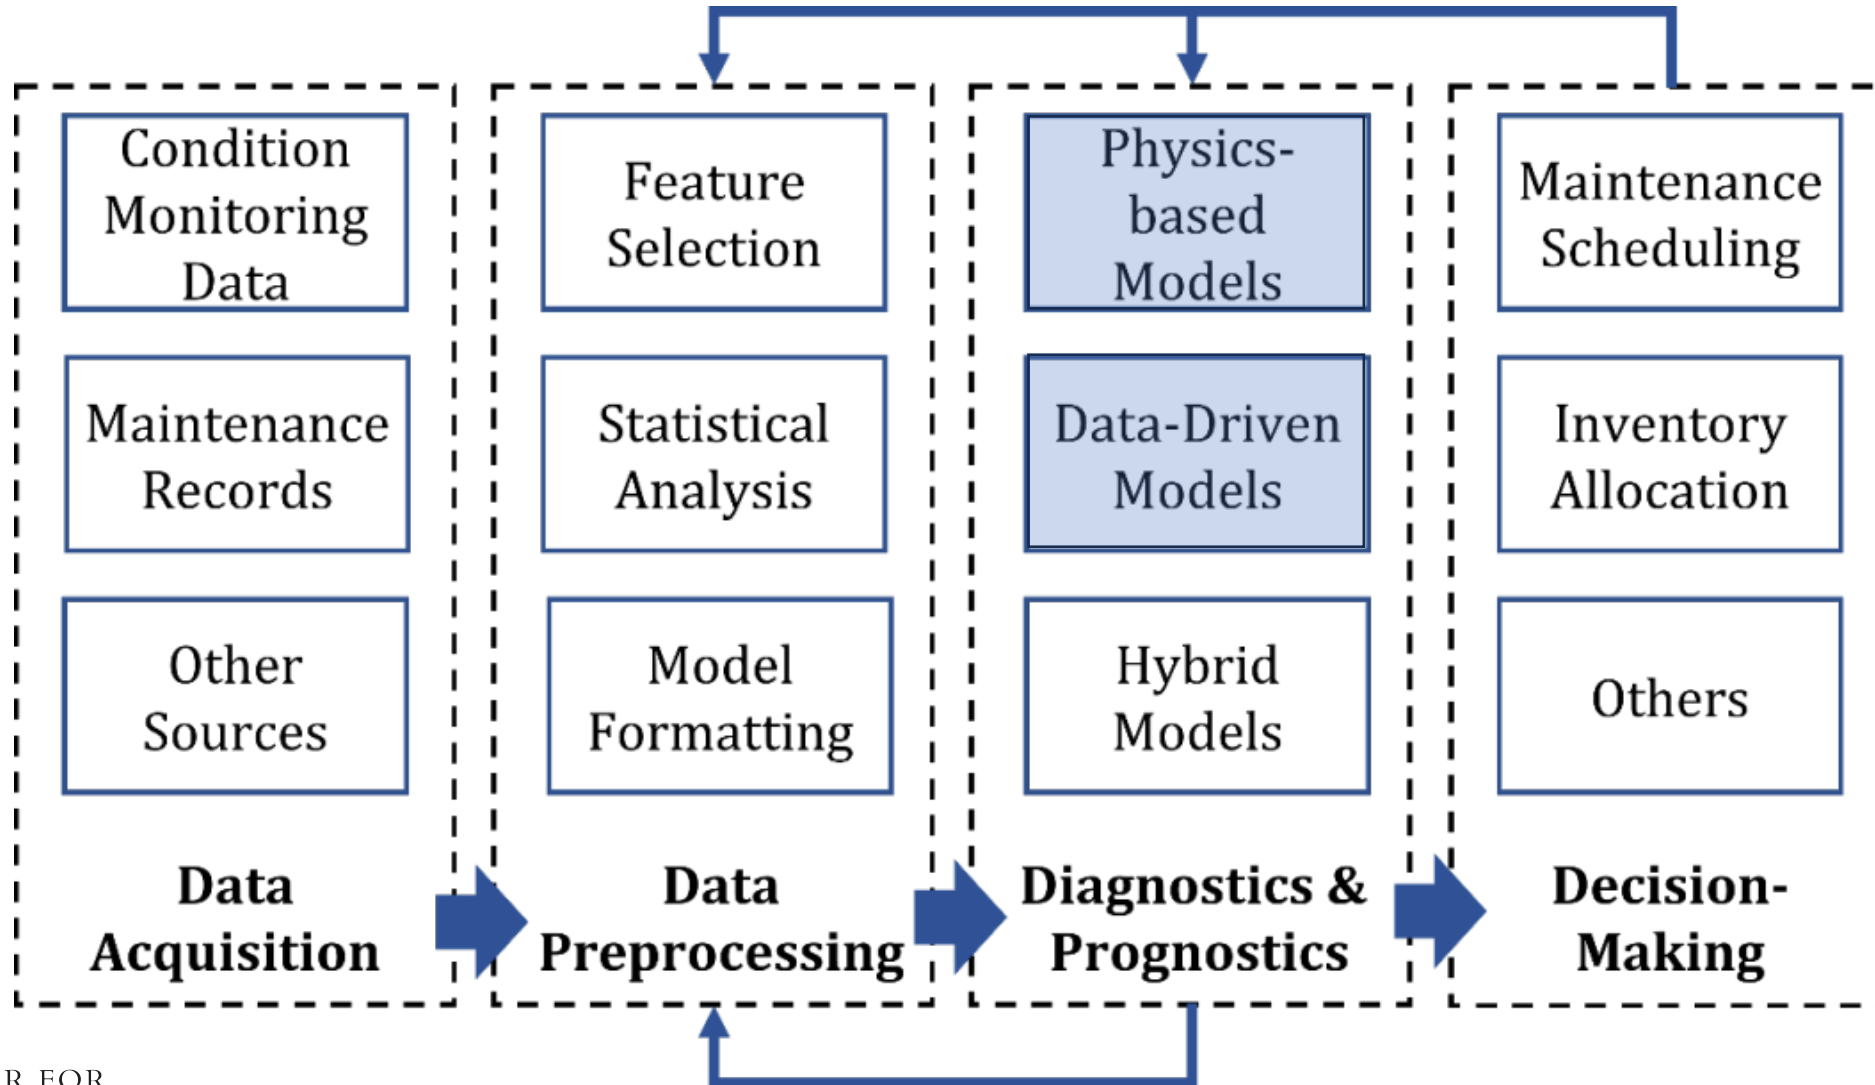 Condition
Monitoring
Data
Maintenance
Records
Other
Sources
Data
Acquisition
Feature
Selection
Statistical
Analysis
Model
Formatting
Data
Preprocessing
Physics-
based
Models
Data-Driven
Models
Hybrid
Models
Diagnostics &
Prognostics
Maintenance
Scheduling
Inventory
Allocation
Others
Decision-
Making
R FOR